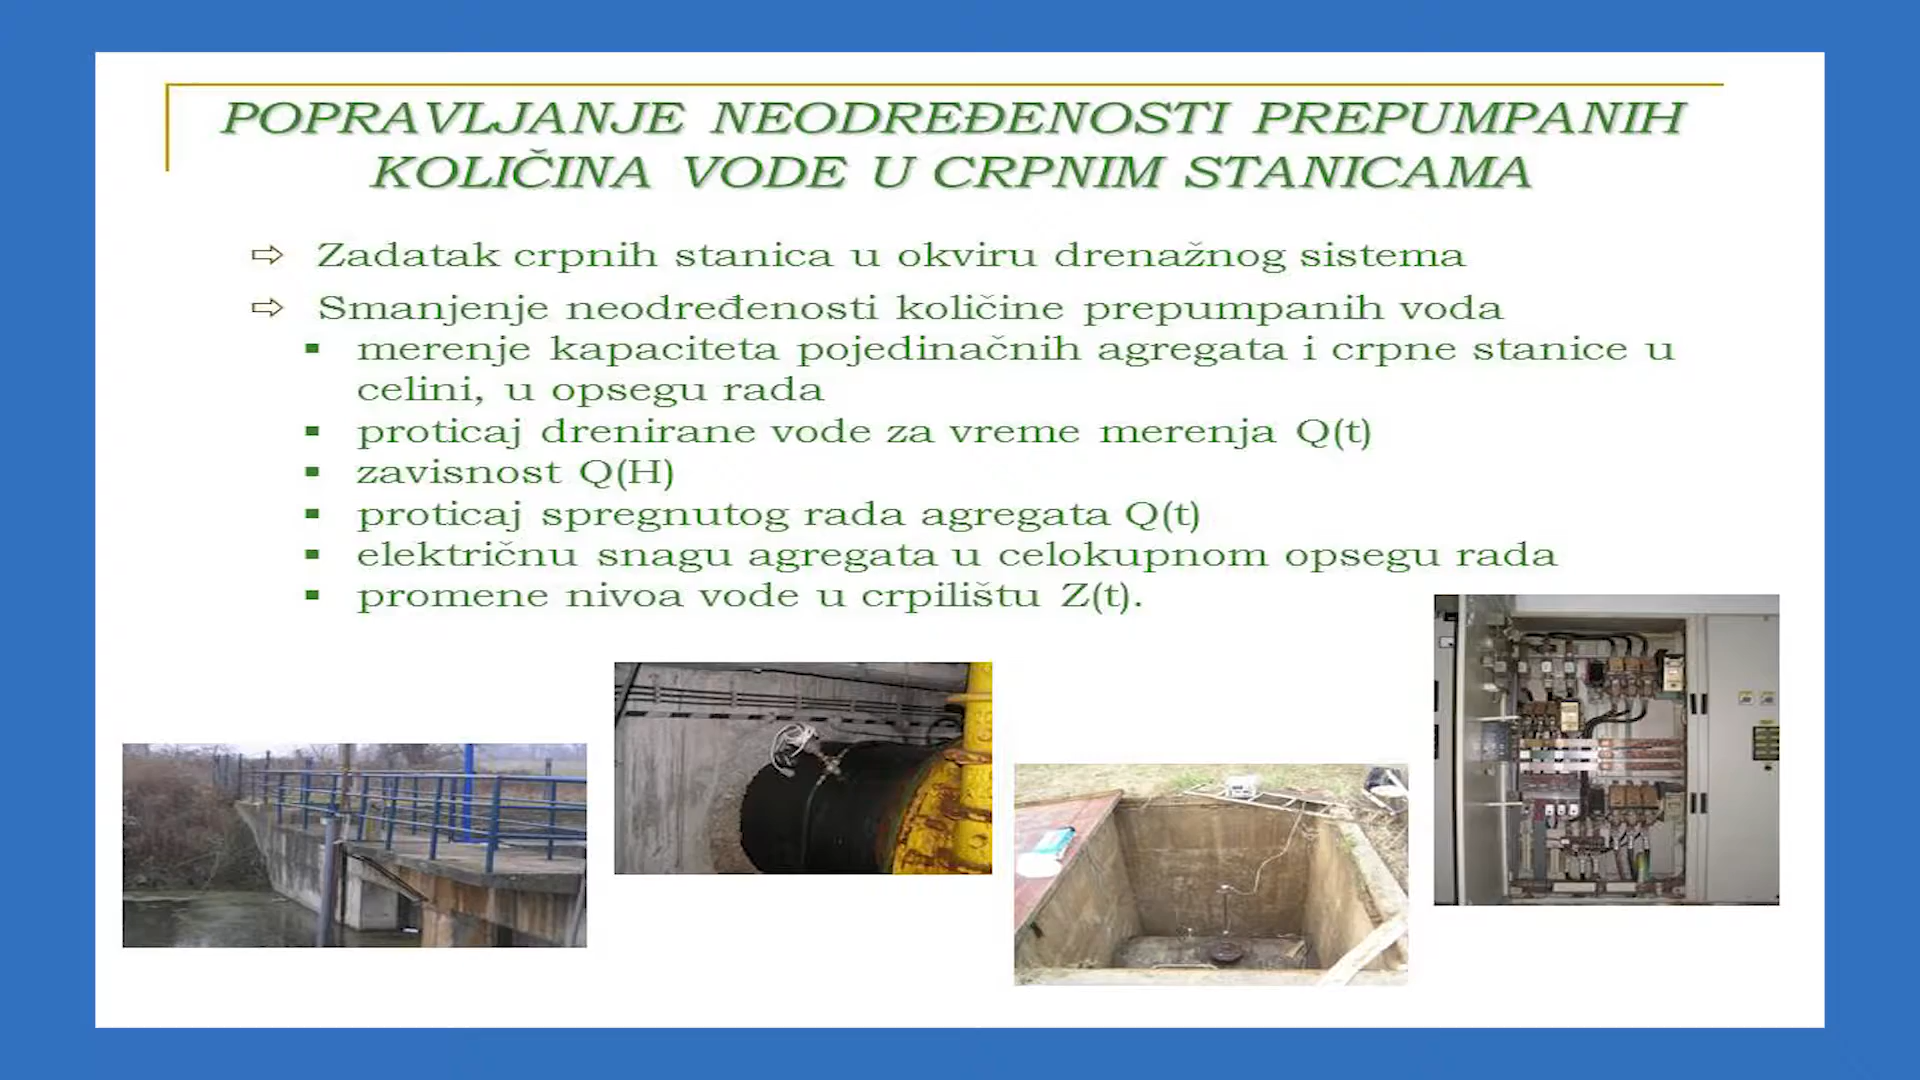 POPRAVLJANJE NEODREĐENOSTI PREPUMPANIH
KOLIČINA VODE U CRPNIM STANICAMA
⇨ Zadatak crpnih stanica u okviru drenažnog sistema
⇨ Smanjenje neodređenosti količine prepumpanih voda
▪ merenje kapaciteta pojedinačnih agregata i crpne stanice u
celini, u opsegu rada
▪ proticaj drenirane vode za vreme merenja Q(t)
▪ zavisnost Q(H)
▪ proticaj spregnutog rada agregata Q(t)
▪ električnu snagu agregata u celokupnom opsegu rada
▪ promene nivoa vode u crpilištu Z(t).